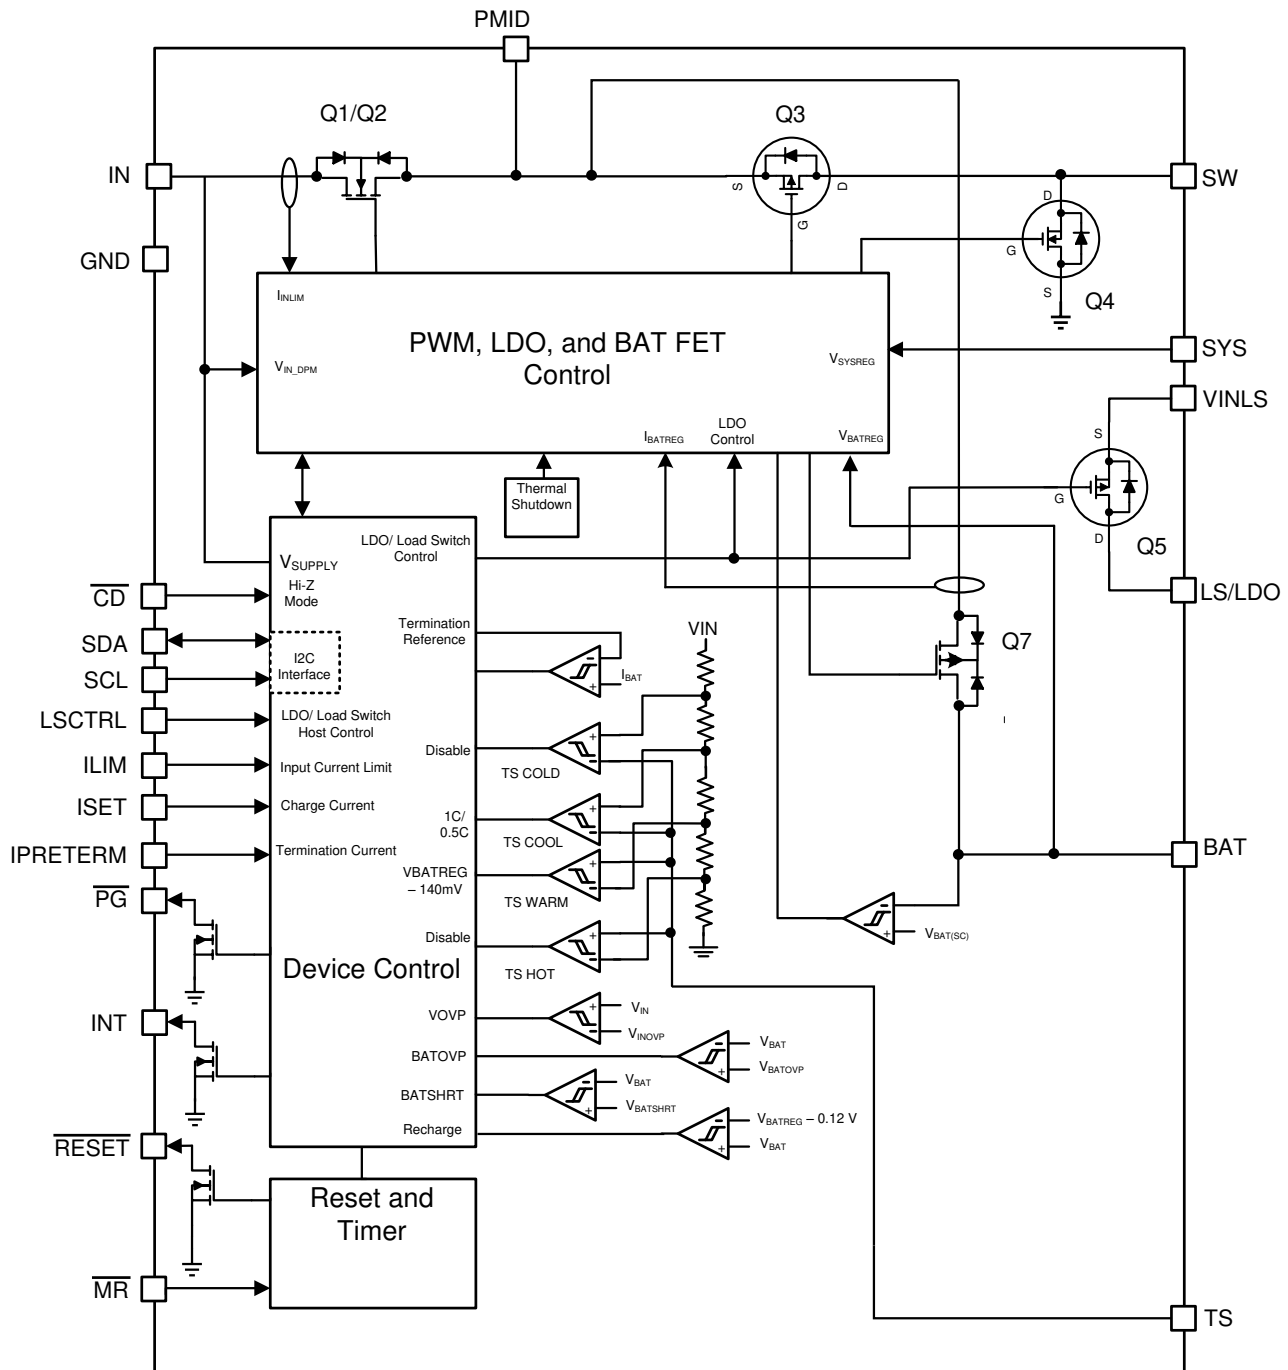 PMID
Q1/Q2
Q3
IN
SW
S
D
G
D
G
S
Q4
GND
I_INLIM
PWM, LDO, and BAT FET
Control
V_IN_DPM
V_SYSREG
SYS
VINLS
I_BATREG
LDO
Control
V_BATREG
S
G
D
Q5
Thermal
Shutdown
LDO/ Load Switch
Control
V_SUPPLY
Hi-Z
Mode
CD
LS/LDO
SDA
I2C
Interface
SCL
Termination
Reference
VIN
Q7
I_BAT
LSCTRL
LDO/ Load Switch
Host Control
ILIM
Input Current Limit
Disable
TS COLD
ISET
Charge Current
1C/
0.5C
TS COOL
IPRETERM
Termination Current
BAT
VBATREG
– 140mV
TS WARM
PG
V_BAT(SC)
Disable
TS HOT
Device Control
INT
VOVP
V_IN
V_INOVP
BATOVP
V_BAT
V_BATOVP
BATSHRT
V_BAT
V_BATSHRT
Recharge
V_BATREG – 0.12 V
V_BAT
RESET
Reset and
Timer
MR
TS